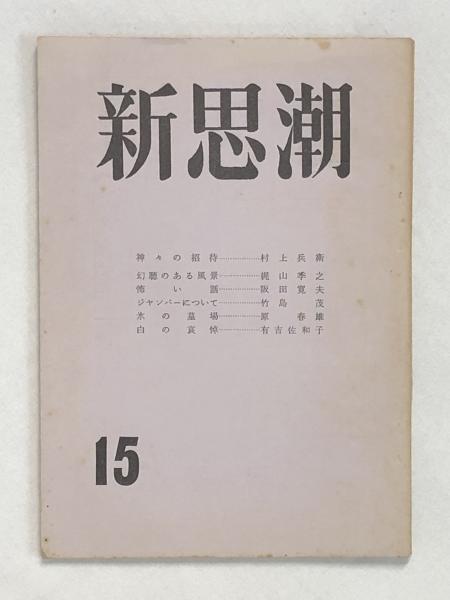 新思潮
神々の招待…………村上兵衛
幻聴のある風景…………梶山季之
怖い話…………阪田寛夫
ジャンパーについて…………竹島茂
氷の墓場…………原春雄
白の哀悼…………有吉佐和子
15